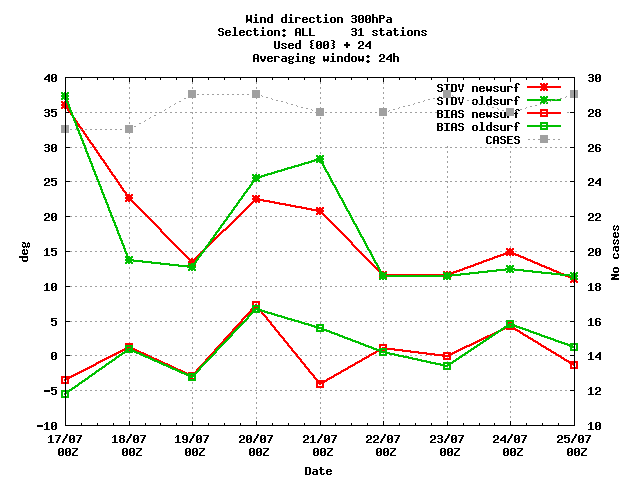 Wind direction 300hPa
Selection: ALL     31 stations
Used {00} + 24
Averaging window: 24h
STDV newsurf
STDV oldsurf
BIAS newsurf
BIAS oldsurf
CASES
deg
40
35
30
25
20
15
10
5
0
-5
-10
30
28
26
24
22
20
18
16
14
12
10
No cases
17/07 18/07 19/07 20/07 21/07 22/07 23/07 24/07 25/07
00Z 00Z 00Z 00Z 00Z 00Z 00Z 00Z 00Z
Date